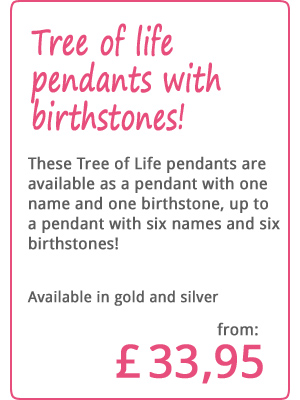 Tree of life
pendants with
birthstones!
These Tree of Life pendants are
available as a pendant with one
name and one birthstone, up to
a pendant with six names and six
birthstones!
Available in gold and silver
from:
£ 33,95